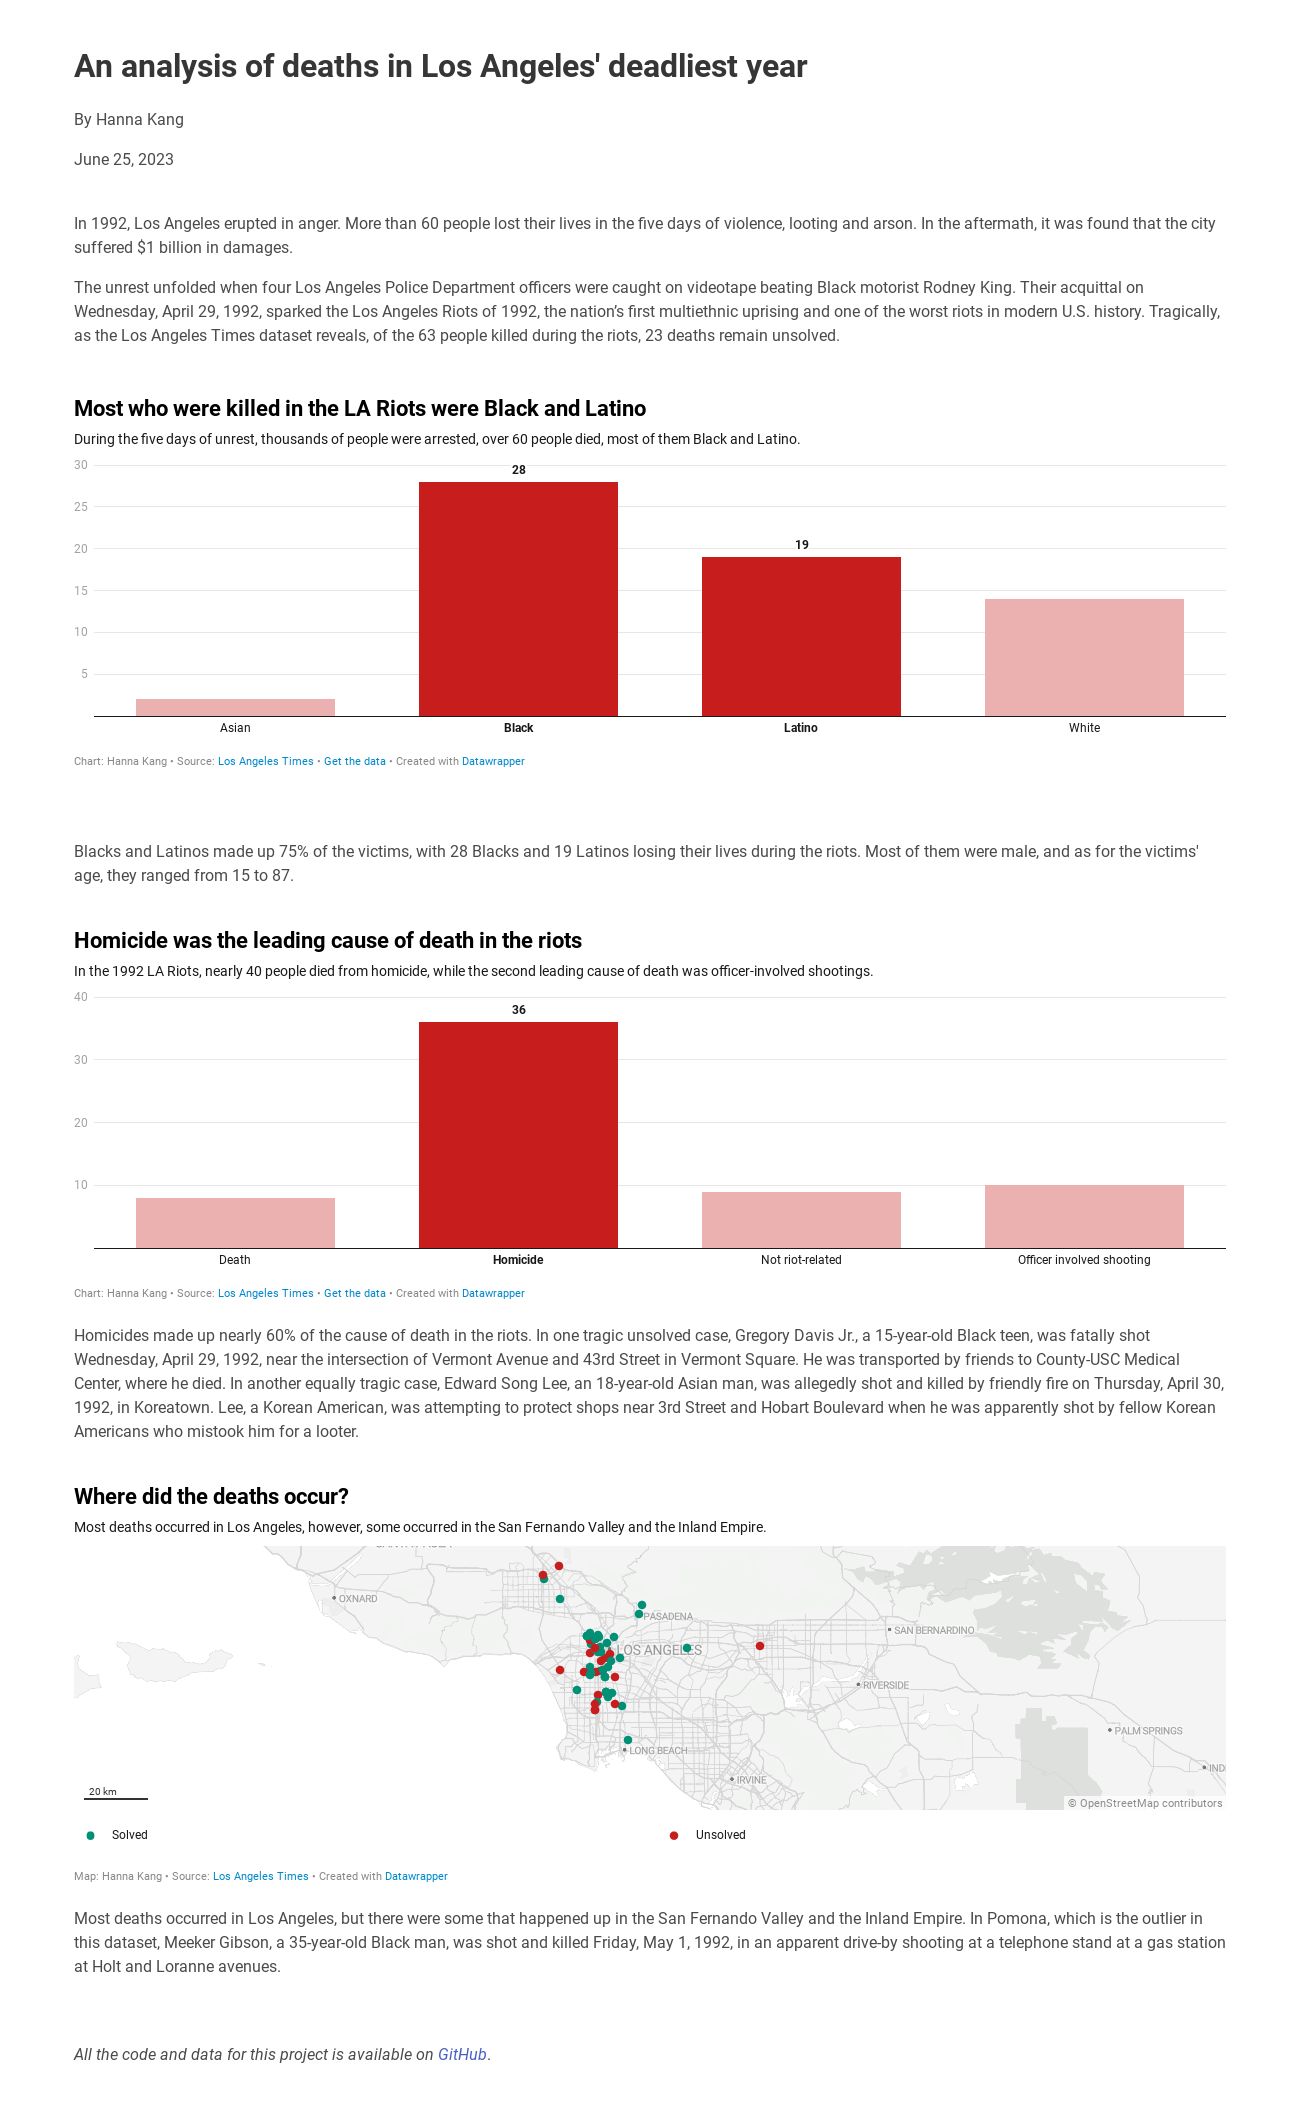 An analysis of deaths in Los Angeles' deadliest year
By Hanna Kang
June 25, 2023
In 1992, Los Angeles erupted in anger. More than 60 people lost their lives in the five days of violence, looting and arson. In the aftermath, it was found that the city
suffered $1 billion in damages.
The unrest unfolded when four Los Angeles Police Department officers were caught on videotape beating Black motorist Rodney King. Their acquittal on
Wednesday, April 29, 1992, sparked the Los Angeles Riots of 1992, the nation’s first multiethnic uprising and one of the worst riots in modern U.S. history. Tragically,
as the Los Angeles Times dataset reveals, of the 63 people killed during the riots, 23 deaths remain unsolved.
Most who were killed in the LA Riots were Black and Latino
During the five days of unrest, thousands of people were arrested, over 60 people died, most of them Black and Latino.
30
28
25
20
19
15
10
5
Asian Black Latino White
Chart: Hanna Kang • Source: Los Angeles Times • Get the data • Created with Datawrapper
Blacks and Latinos made up 75% of the victims, with 28 Blacks and 19 Latinos losing their lives during the riots. Most of them were male, and as for the victims'
age, they ranged from 15 to 87.
Homicide was the leading cause of death in the riots
In the 1992 LA Riots, nearly 40 people died from homicide, while the second leading cause of death was officer-involved shootings.
40
36
30
20
10
Death Homicide Not riot-related Officer involved shooting
Chart: Hanna Kang • Source: Los Angeles Times • Get the data • Created with Datawrapper
Homicides made up nearly 60% of the cause of death in the riots. In one tragic unsolved case, Gregory Davis Jr., a 15-year-old Black teen, was fatally shot
Wednesday, April 29, 1992, near the intersection of Vermont Avenue and 43rd Street in Vermont Square. He was transported by friends to County-USC Medical
Center, where he died. In another equally tragic case, Edward Song Lee, an 18-year-old Asian man, was allegedly shot and killed by friendly fire on Thursday, April 30,
1992, in Koreatown. Lee, a Korean American, was attempting to protect shops near 3rd Street and Hobart Boulevard when he was apparently shot by fellow Korean
Americans who mistook him for a looter.
Where did the deaths occur?
Most deaths occurred in Los Angeles, however, some occurred in the San Fernando Valley and the Inland Empire.
OXNARD
PASADENA
SAN BERNARDINO
LOS ANGELES
RIVERSIDE
PALM SPRINGS
LONG BEACH
IND
IRVINE
20 km
© OpenStreetMap contributors
Solved Unsolved
Map: Hanna Kang • Source: Los Angeles Times • Created with Datawrapper
Most deaths occurred in Los Angeles, but there were some that happened up in the San Fernando Valley and the Inland Empire. In Pomona, which is the outlier in
this dataset, Meeker Gibson, a 35-year-old Black man, was shot and killed Friday, May 1, 1992, in an apparent drive-by shooting at a telephone stand at a gas station
at Holt and Loranne avenues.
All the code and data for this project is available on GitHub.